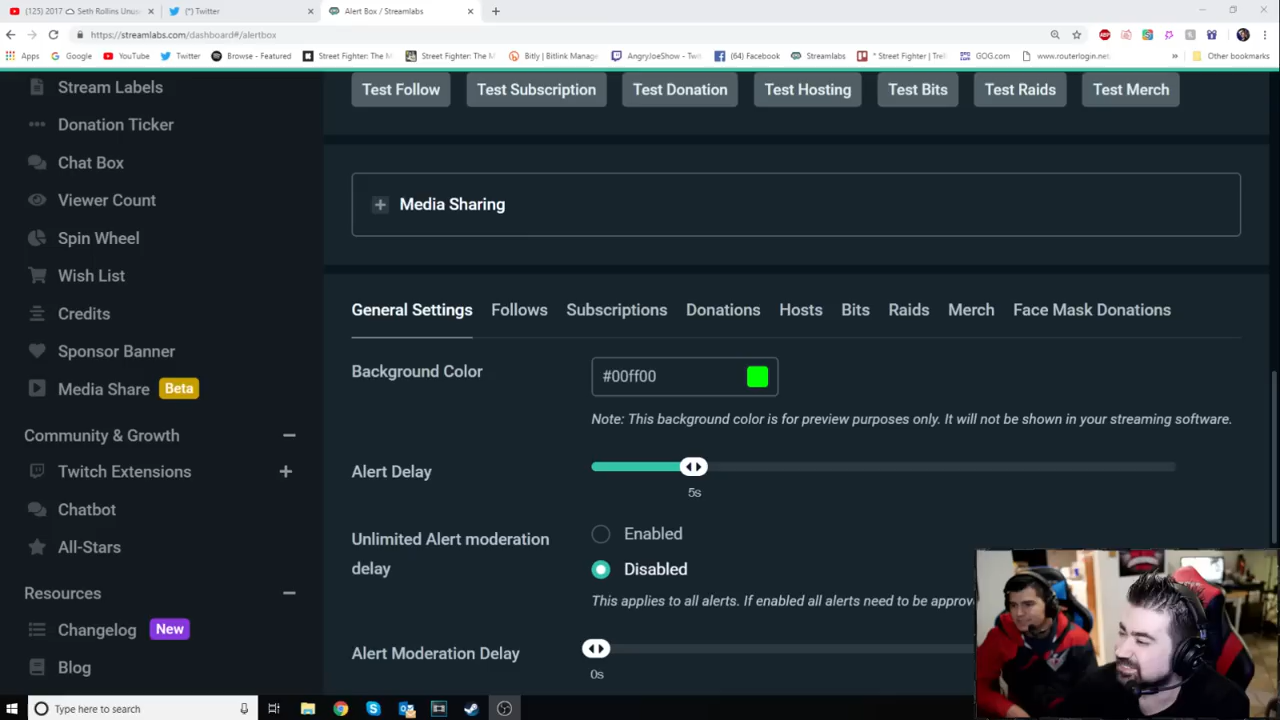 (125) 2017 Seth Rollins Unus
(*) Twitter
Alert Box / Streamlabs
https://streamlabs.com/dashboard#/alertbox
Apps
Google
YouTube
Twitter
Browse - Featured
Street Fighter: The M
Street Fighter: The M
Bitly | Bitlink Manage
AngryJoeShow - Twi
(64) Facebook
Streamlabs
* Street Fighter | Trel
GOG.com
www.routerlogin.net
»
Other bookmarks
Stream Labels
Donation Ticker
Chat Box
Viewer Count
Spin Wheel
Wish List
Credits
Sponsor Banner
Media Share Beta
Community & Growth
Twitch Extensions
Chatbot
All-Stars
Resources
Changelog New
Blog
Test Follow Test Subscription Test Donation Test Hosting Test Bits Test Raids Test Merch
Media Sharing
General Settings Follows Subscriptions Donations Hosts Bits Raids Merch Face Mask Donations
Background Color
#00ff00
Note: This background color is for preview purposes only. It will not be shown in your streaming software.
Alert Delay
5s
Unlimited Alert moderation
delay
Enabled
Disabled
This applies to all alerts. If enabled all alerts need to be approv
Alert Moderation Delay
0s
Type here to search